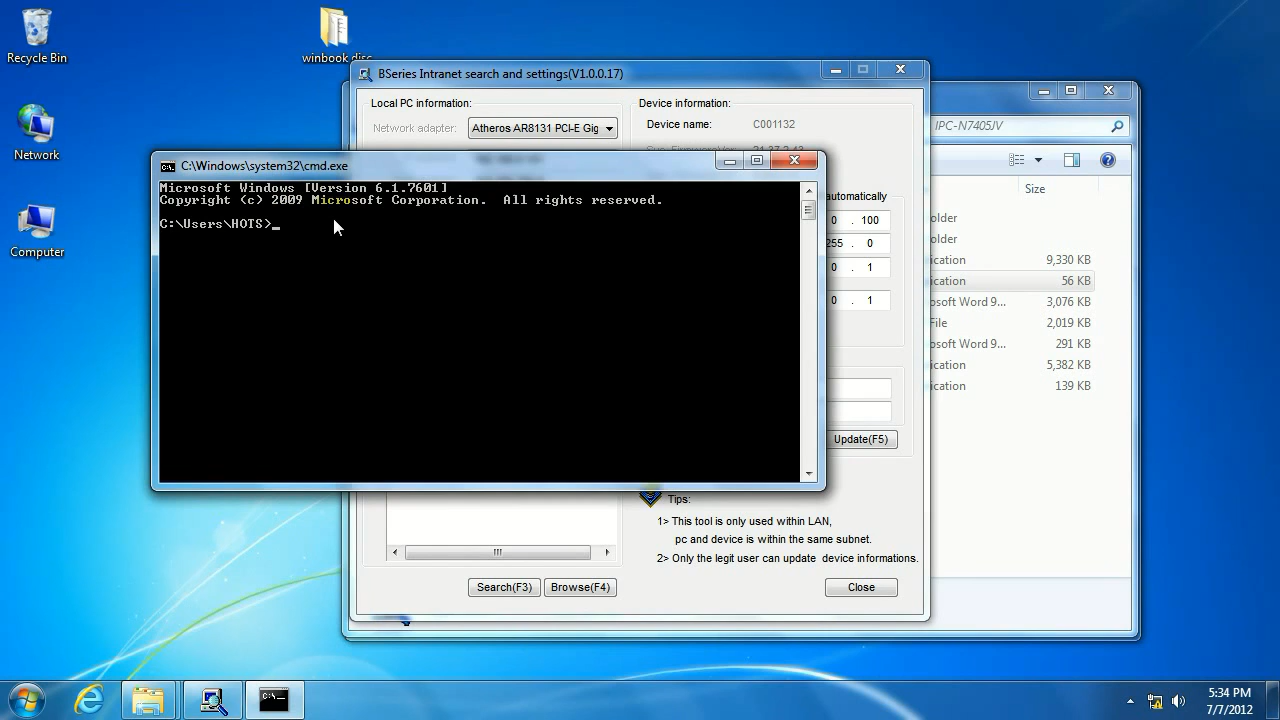 Recycle Bin
winbook disc
Network
Computer
BSeries Intranet search and settings(V1.0.0.17)
Local PC information:
Network adapter:
Atheros AR8131 PCI-E Gig
Device information:
Device name:
C001132
IPC-N7405JV
C:\Windows\system32\cmd.exe
Microsoft Windows [Version 6.1.7601]
Copyright (c) 2009 Microsoft Corporation. All rights reserved.
C:\Users\HOTS>_
automatically
0 . 100
255 . 0
0 . 1
0 . 1
Update(F5)
Size
older
older
ication 9,330 KB
ication 56 KB
osoft Word 9... 3,076 KB
File 2,019 KB
osoft Word 9... 291 KB
ication 5,382 KB
ication 139 KB
Tips:
1> This tool is only used within LAN,
pc and device is within the same subnet.
2> Only the legit user can update device informations.
Search(F3)
Browse(F4)
Close
5:34 PM
7/7/2012